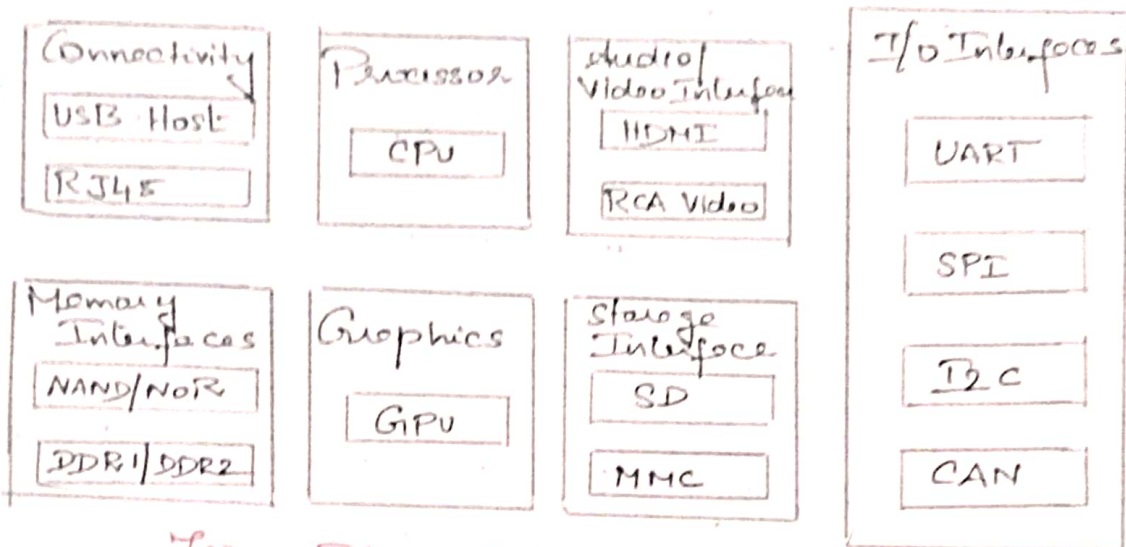 Connectivity
USB Host
RJ45
Processor
CPU
Audio/
Video Interface
HDMI
RCA Video
I/O Interfaces
UART
SPI
I2C
CAN
Memory
Interfaces
NAND/NOR
DDR1/DDR2
Graphics
GPU
Storage
Interface
SD
MMC